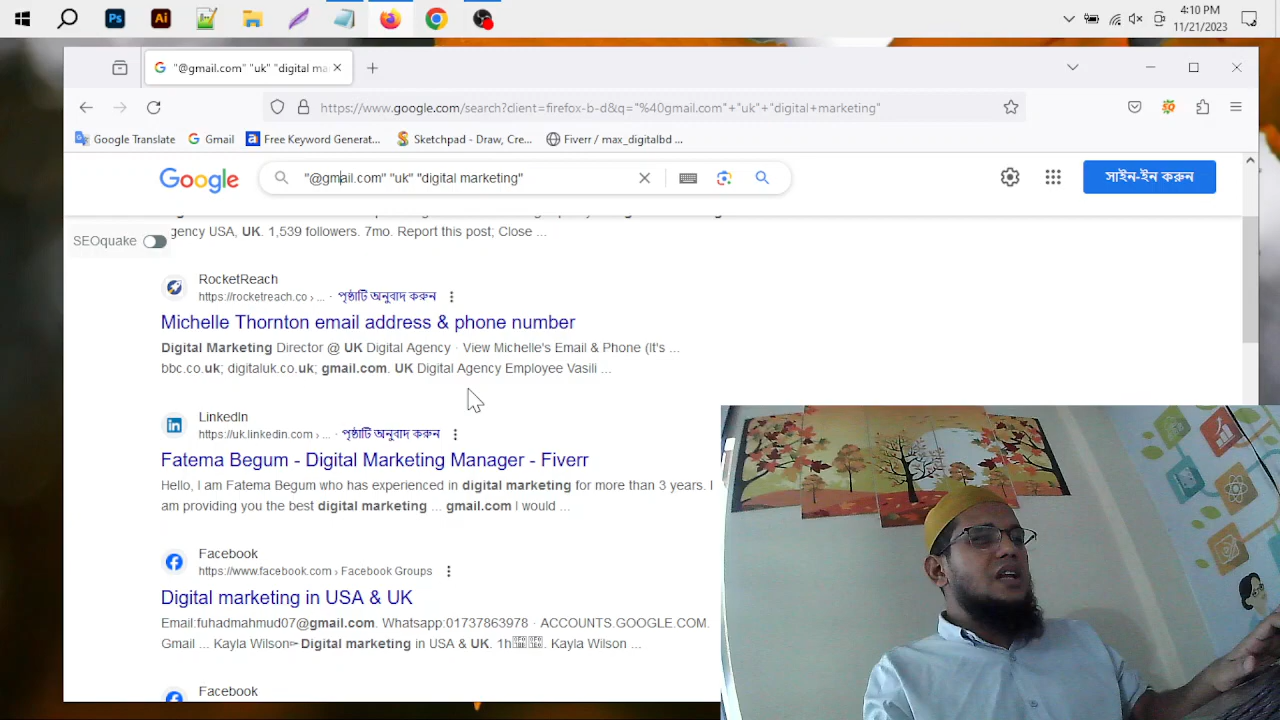 4:10 PM
11/21/2023
"@gmail.com" "uk" "digital ma
https://www.google.com/search?client=firefox-b-d&q="%40gmail.com"+"uk"+"digital+marketing"
Google Translate
Gmail
Free Keyword Generat...
Sketchpad - Draw, Cre...
Fiverr / max_digitalbd ...
Google
"@gmail.com" "uk" "digital marketing"
সাইন-ইন করুন
SEOquake
gency USA, UK. 1,539 followers. 7mo. Report this post; Close ...
RocketReach
https://rocketreach.co › ... · পৃষ্ঠাটি অনুবাদ করুন
Michelle Thornton email address & phone number
Digital Marketing Director @ UK Digital Agency · View Michelle's Email & Phone (It's ...
bbc.co.uk; digitaluk.co.uk; gmail.com. UK Digital Agency Employee Vasili ...
LinkedIn
https://uk.linkedin.com › ... · পৃষ্ঠাটি অনুবাদ করুন
Fatema Begum - Digital Marketing Manager - Fiverr
Hello, I am Fatema Begum who has experienced in digital marketing for more than 3 years. I
am providing you the best digital marketing ... gmail.com I would ...
Facebook
https://www.facebook.com › Facebook Groups
Digital marketing in USA & UK
Email:fuhadmahmud07@gmail.com. Whatsapp:01737863978 · ACCOUNTS.GOOGLE.COM.
Gmail ... Kayla Wilson▻ Digital marketing in USA & UK. 1h. Kayla Wilson ...
Facebook